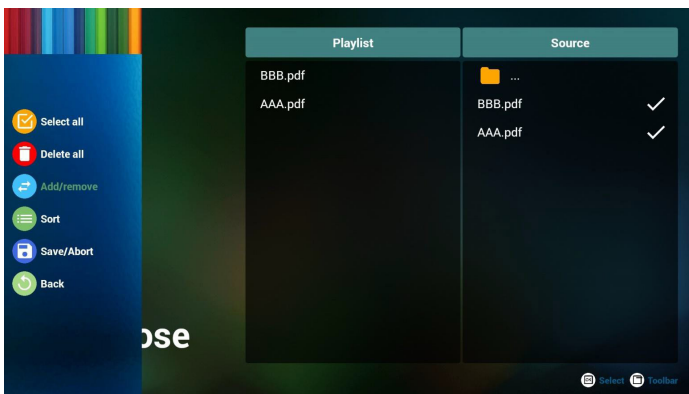 Playlist
Source
BBB.pdf
AAA.pdf
...
BBB.pdf
AAA.pdf
Select all
Delete all
Add/remove
Sort
Save/Abort
Back
ose
Select
Toolbar